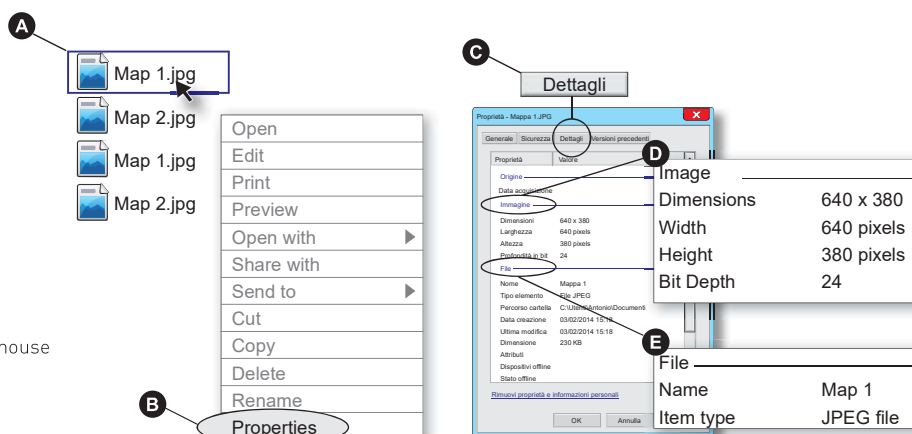 A
Map 1.jpg
Map 2.jpg
Map 1.jpg
Map 2.jpg
Open
Edit
Print
Preview
Open with
Share with
Send to
Cut
Copy
Delete
Rename
B
Properties
C
Dettagli
Proprietà - Mappa 1.JPG
Generale Sicurezza Dettagli Versioni precedenti
Proprietà Valore
Origine
Data acquisizione
Immagine
Dimensioni 640 x 380
Larghezza 640 pixels
Altezza 380 pixels
Profondità in bit 24
File
Nome Mappa 1
Tipo elemento File JPEG
Percorso cartella C:\Utenti\Antonio\Documenti
Data creazione 03/02/2014 15:18
Ultima modifica 03/02/2014 15:18
Dimensione 230 KB
Attributi
Dispositivi offline
Stato offline
Rimuovi proprietà e informazioni personali
OK Annulla
D
Image
Dimensions 640 x 380
Width 640 pixels
Height 380 pixels
Bit Depth 24
E
File
Name Map 1
Item type JPEG file